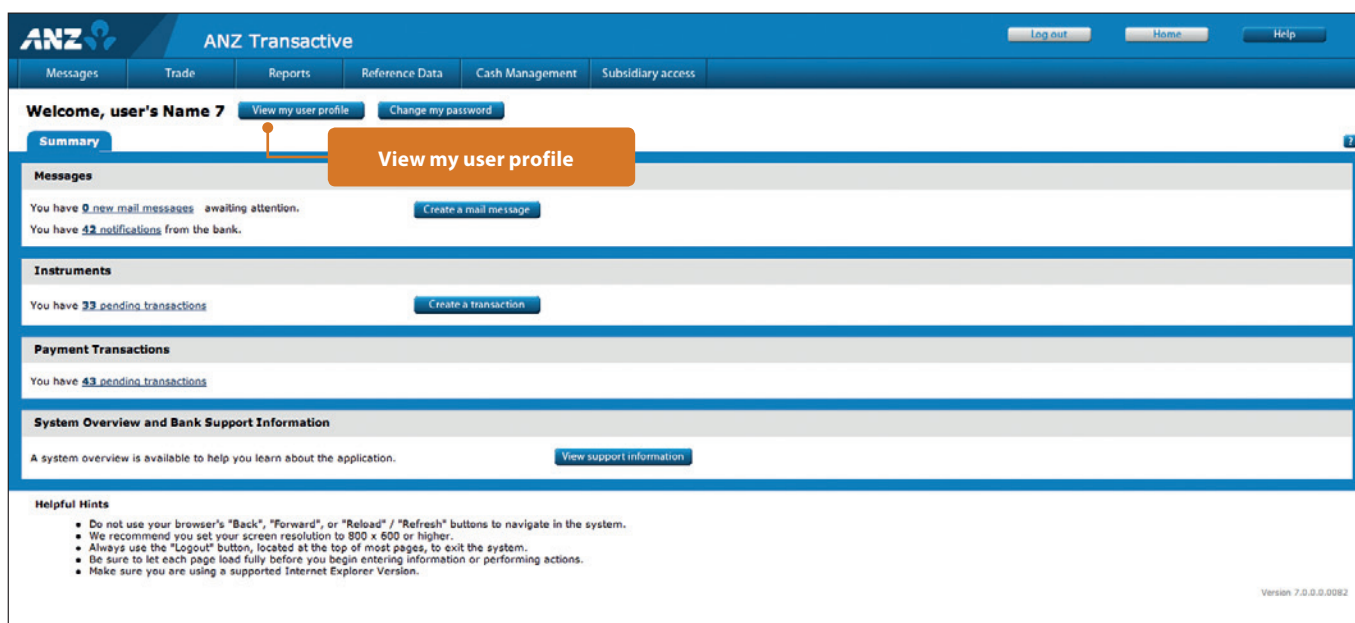 ANZ ANZ Transactive Log out Home Help
Messages Trade Reports Reference Data Cash Management Subsidiary access
Welcome, user's Name 7 View my user profile Change my password
Summary ?
View my user profile
Messages
You have 0 new mail messages awaiting attention. Create a mail message
You have 42 notifications from the bank.
Instruments
You have 33 pending transactions Create a transaction
Payment Transactions
You have 43 pending transactions
System Overview and Bank Support Information
A system overview is available to help you learn about the application. View support information
Helpful Hints
• Do not use your browser's "Back", "Forward", or "Reload" / "Refresh" buttons to navigate in the system.
• We recommend you set your screen resolution to 800 x 600 or higher.
• Always use the "Logout" button, located at the top of most pages, to exit the system.
• Be sure to let each page load fully before you begin entering information or performing actions.
• Make sure you are using a supported Internet Explorer Version.
Version 7.0.0.0.0082